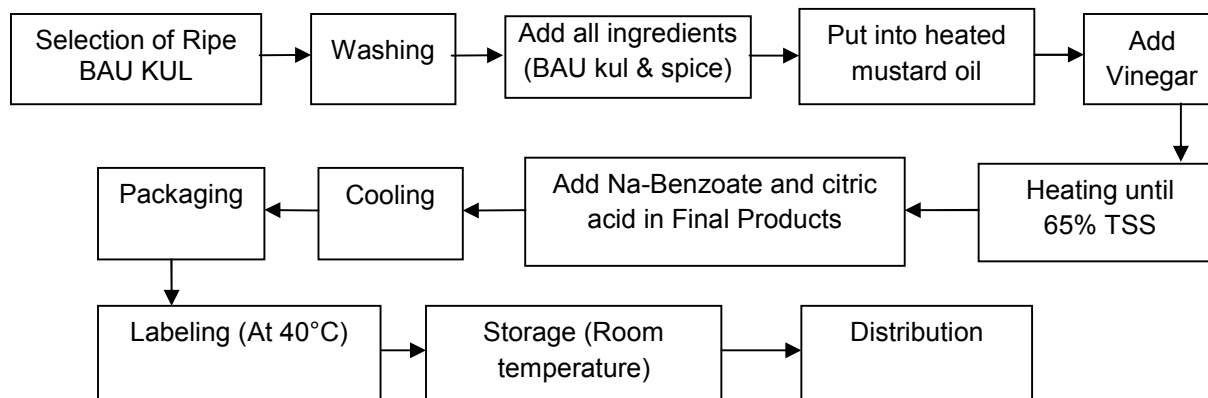 Selection of Ripe
BAU KUL
Washing
Add all ingredients
(BAU kul & spice)
Put into heated
mustard oil
Add
Vinegar
Heating until
65% TSS
Add Na-Benzoate and citric
acid in Final Products
Cooling
Packaging
Labeling (At 40°C)
Storage (Room
temperature)
Distribution